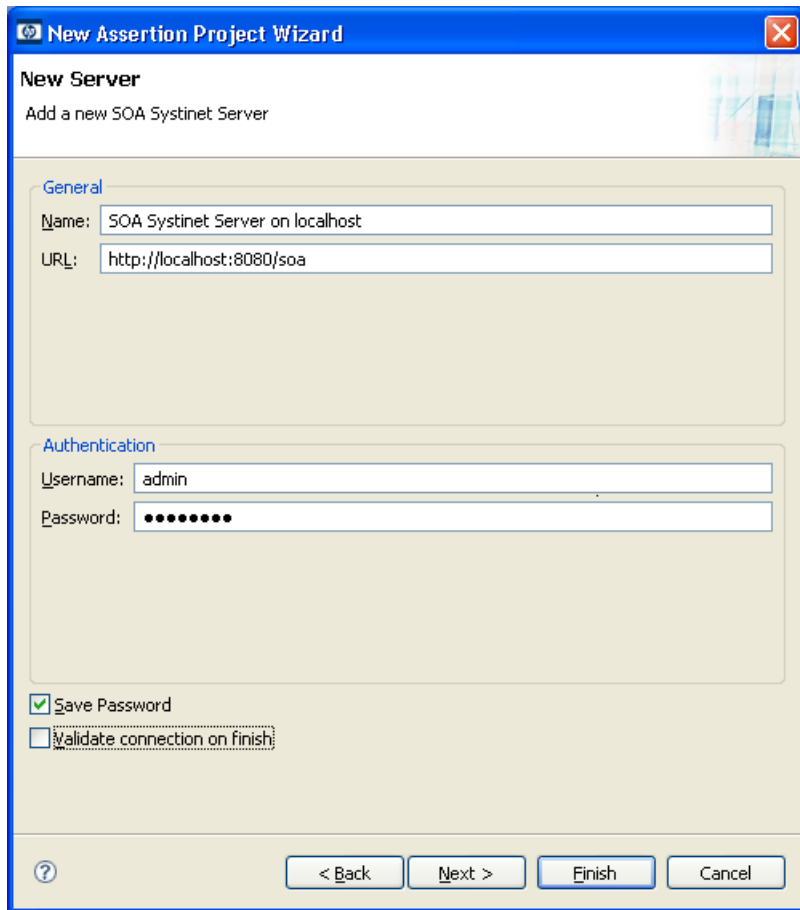 New Assertion Project Wizard
New Server
Add a new SOA Systinet Server
General
Name: SOA Systinet Server on localhost
URL: http://localhost:8080/soa
Authentication
Username: admin
Password: ●●●●●●●●
Save Password
Validate connection on finish
? < Back Next > Finish Cancel